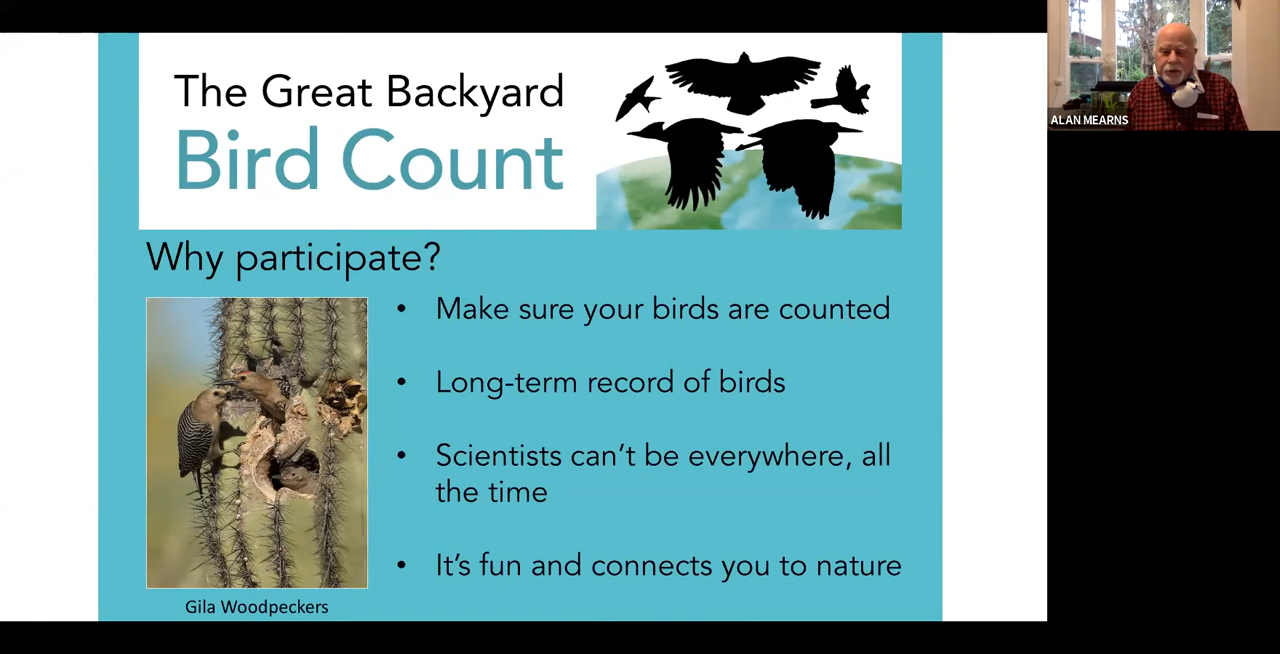 The Great Backyard
Bird Count
ALAN MEARNS
Why participate?
• Make sure your birds are counted
• Long-term record of birds
• Scientists can't be everywhere, all
the time
• It's fun and connects you to nature
Gila Woodpeckers